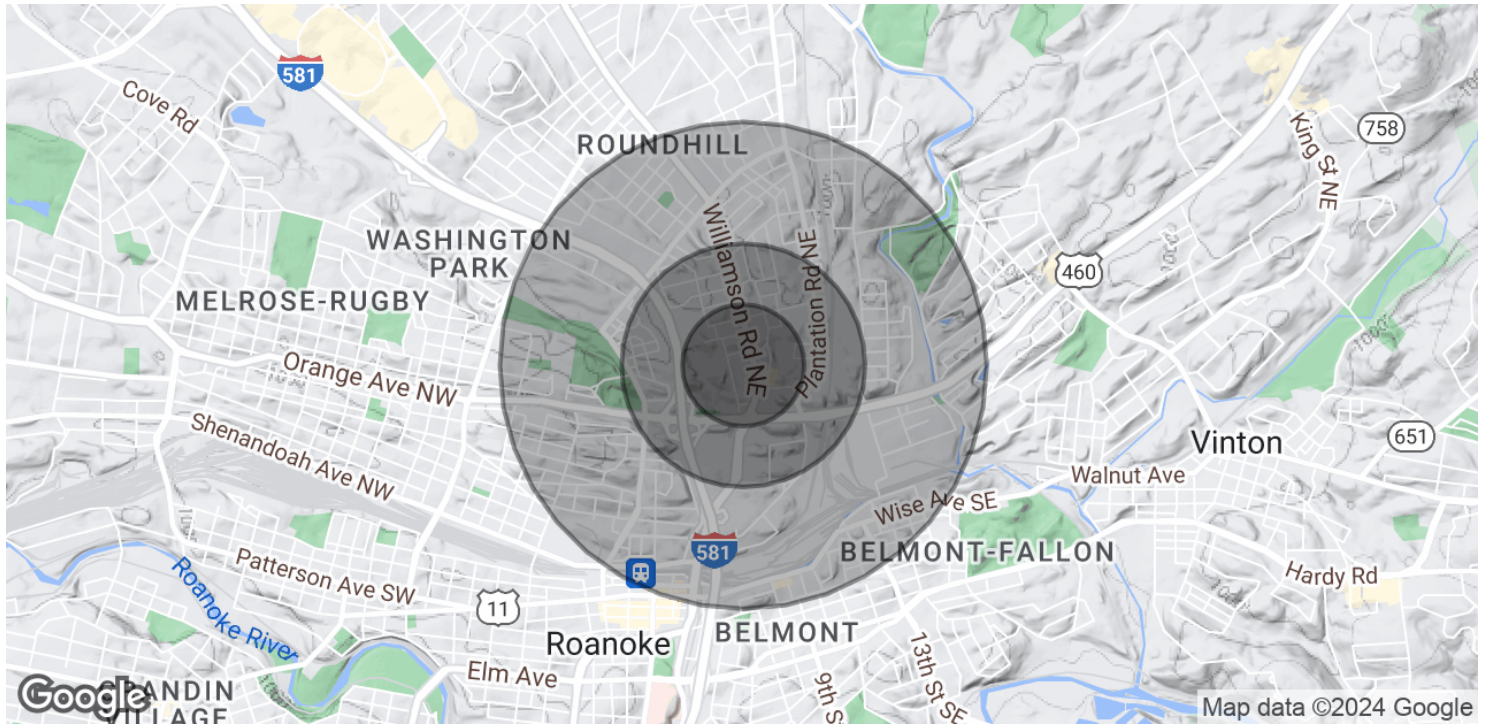 581
Cove Rd
ROUNDHILL
758
King St NE
WASHINGTON
PARK
Williamson Rd NE
Plantation Rd NE
460
MELROSE-RUGBY
Orange Ave NW
Shenandoah Ave NW
Vinton
651
Walnut Ave
Wise Ave SE
581
BELMONT-FALLON
Hardy Rd
Patterson Ave SW
Roanoke River
11
Roanoke
BELMONT
Elm Ave
13th St SE
9th S
GRANDIN
VILLAGE
Google
Map data ©2024 Google